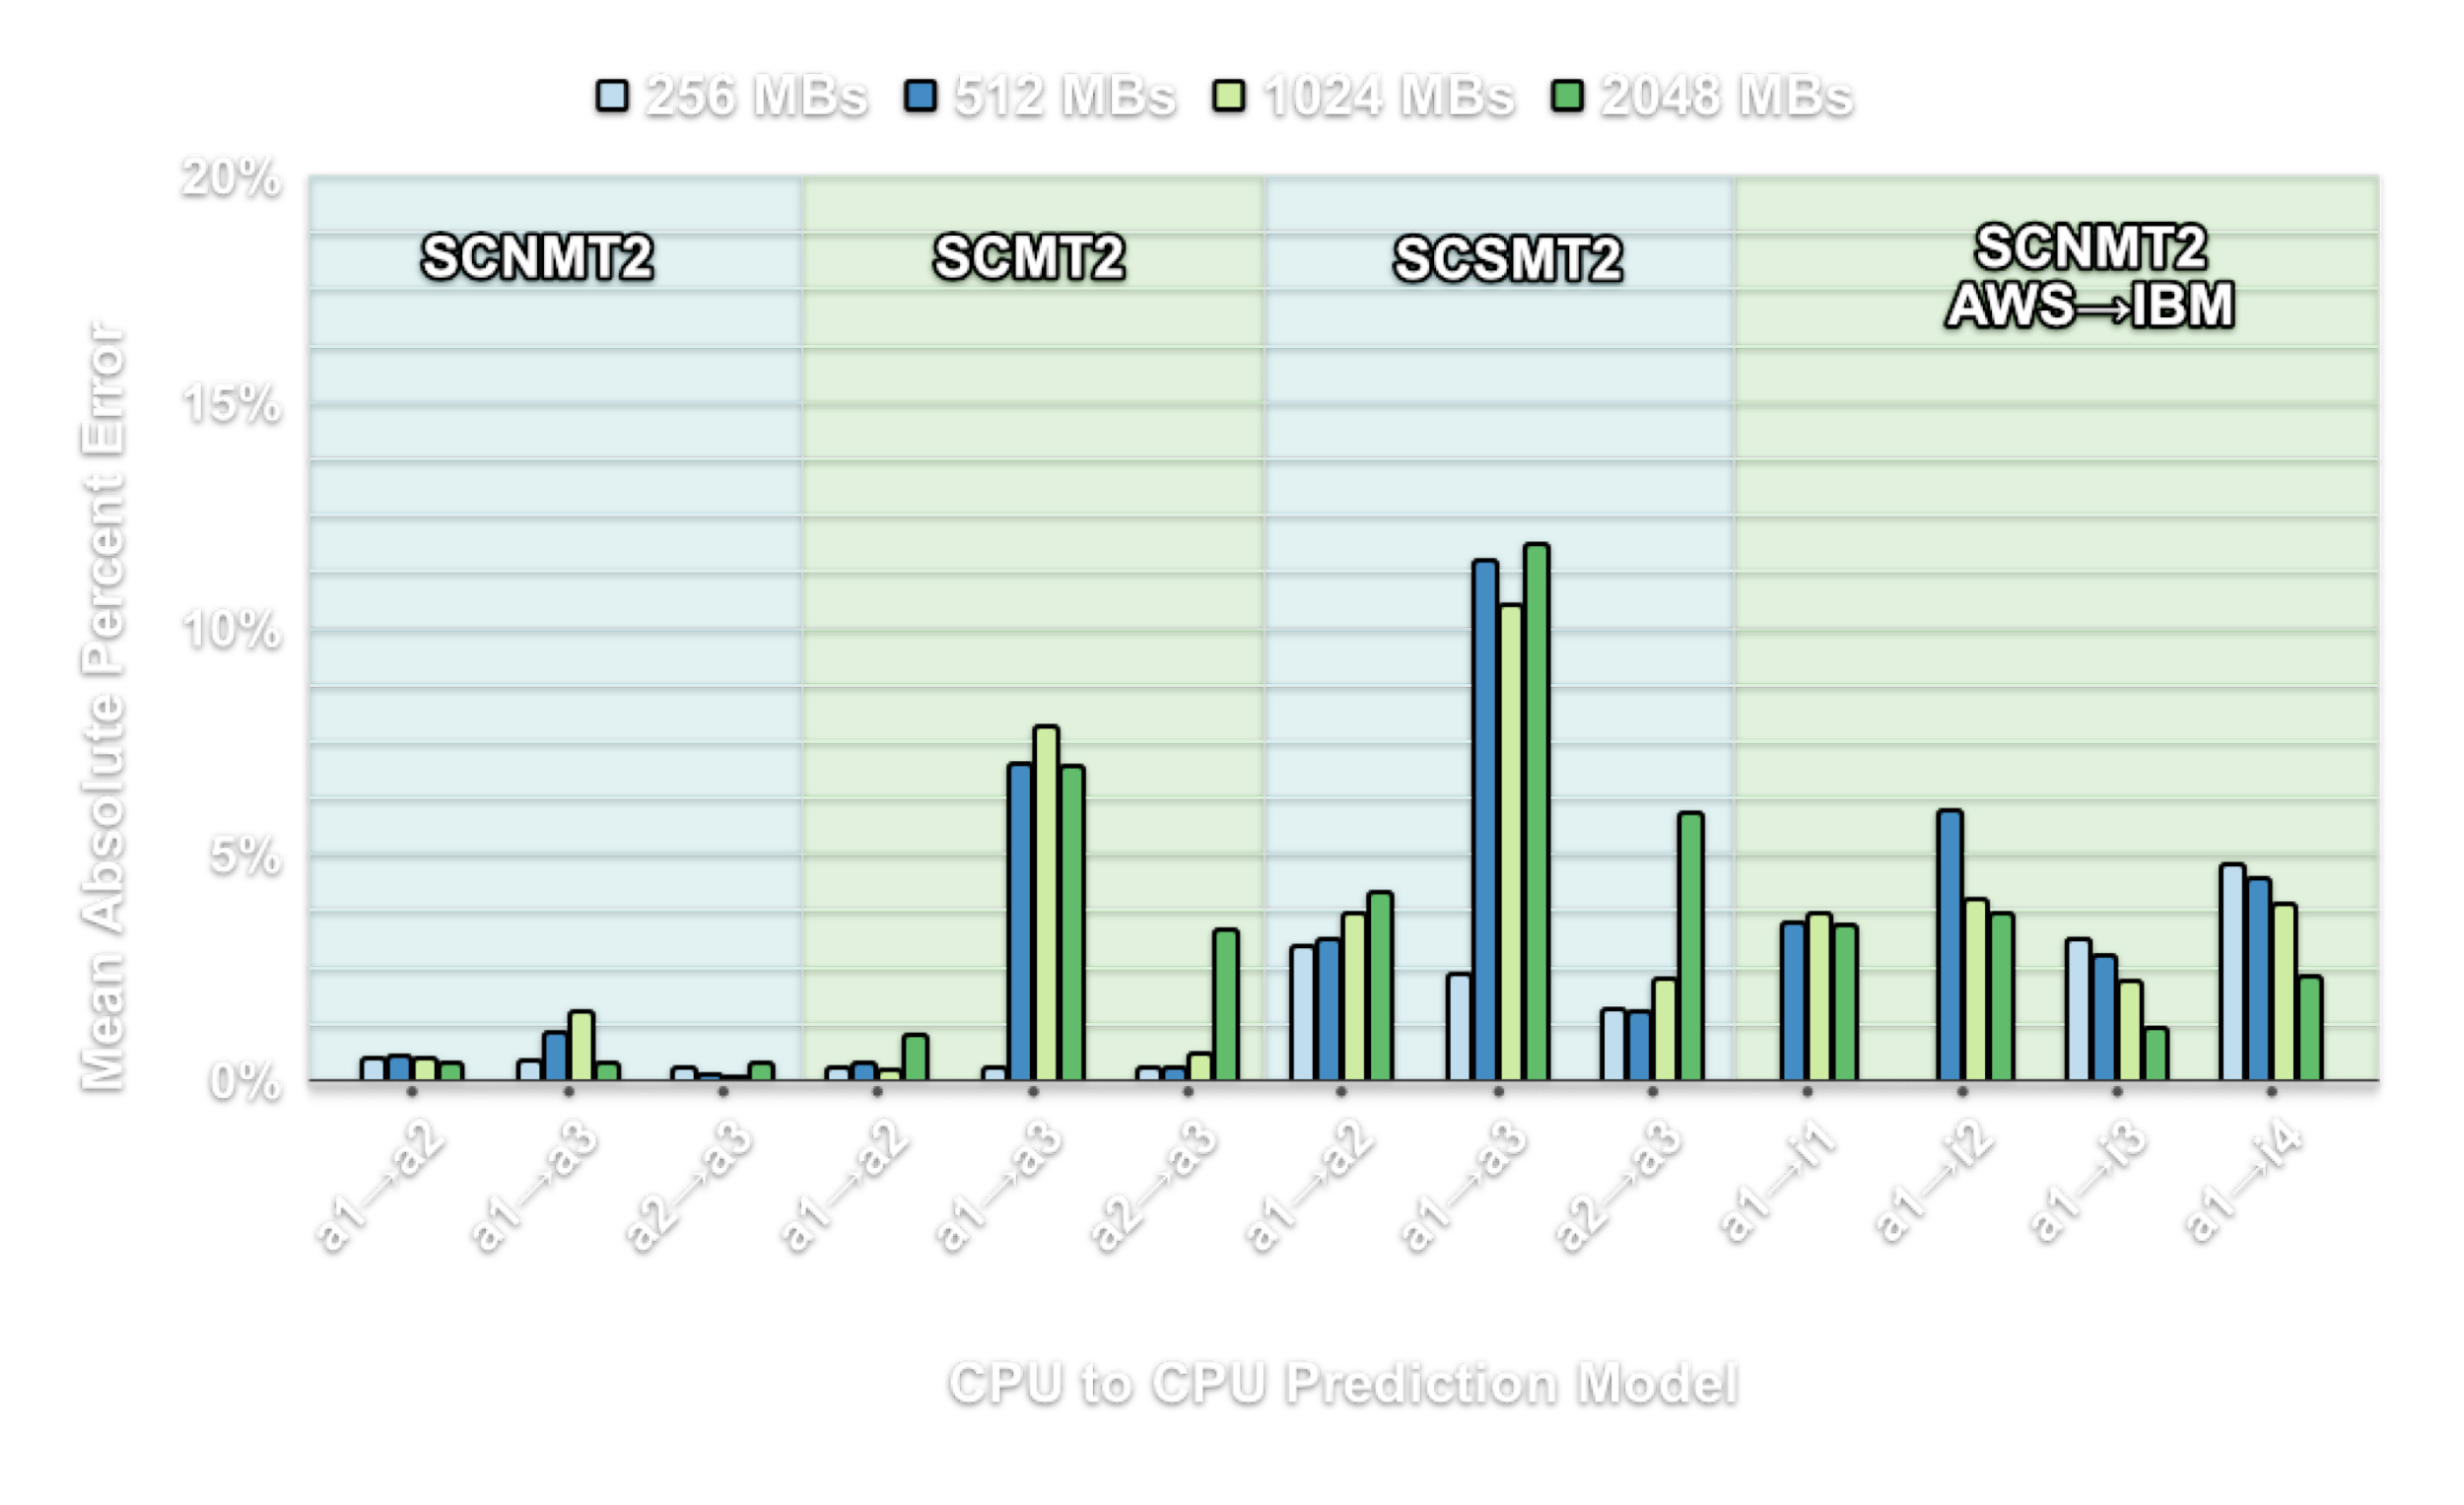 256 MBs 512 MBs 1024 MBs 2048 MBs
20%
15%
10%
5%
0%
Mean Absolute Percent Error
SCNMT2
SCMT2
SCSMT2
SCNMT2
AWS→IBM
a1→a2
a1→a3
a2→a3
a1→a2
a1→a3
a2→a3
a1→a2
a1→a3
a2→a3
a1→i1
a1→i2
a1→i3
a1→i4
CPU to CPU Prediction Model